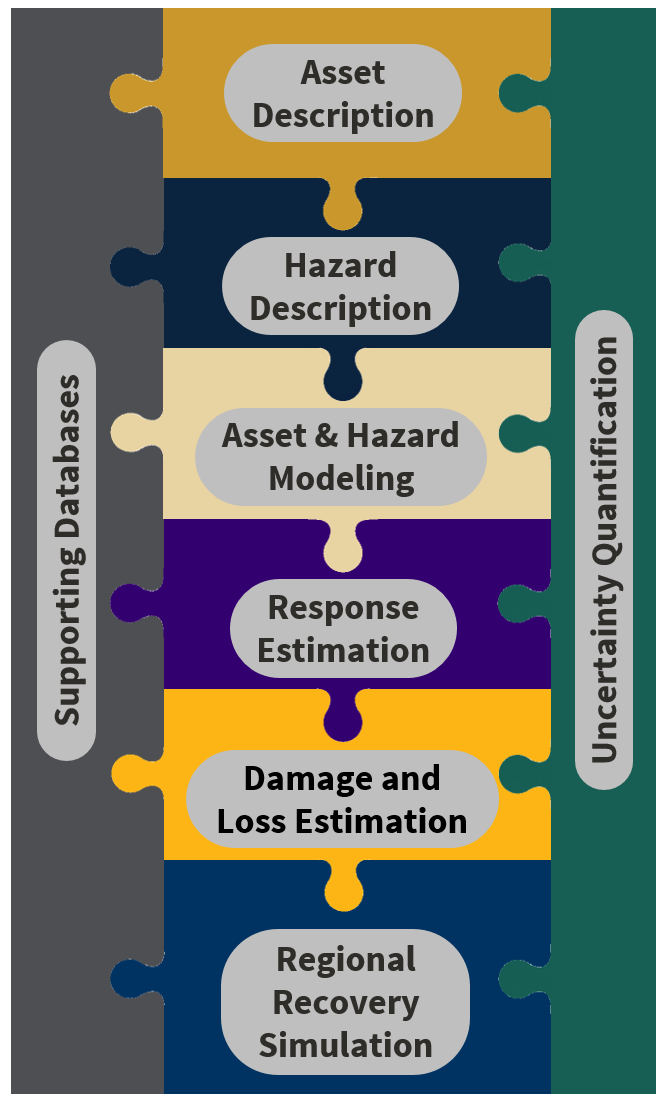 Asset
Description
Hazard
Description
Asset & Hazard
Modeling
Response
Estimation
Damage and
Loss Estimation
Regional
Recovery
Simulation
Supporting Databases
Uncertainty Quantification